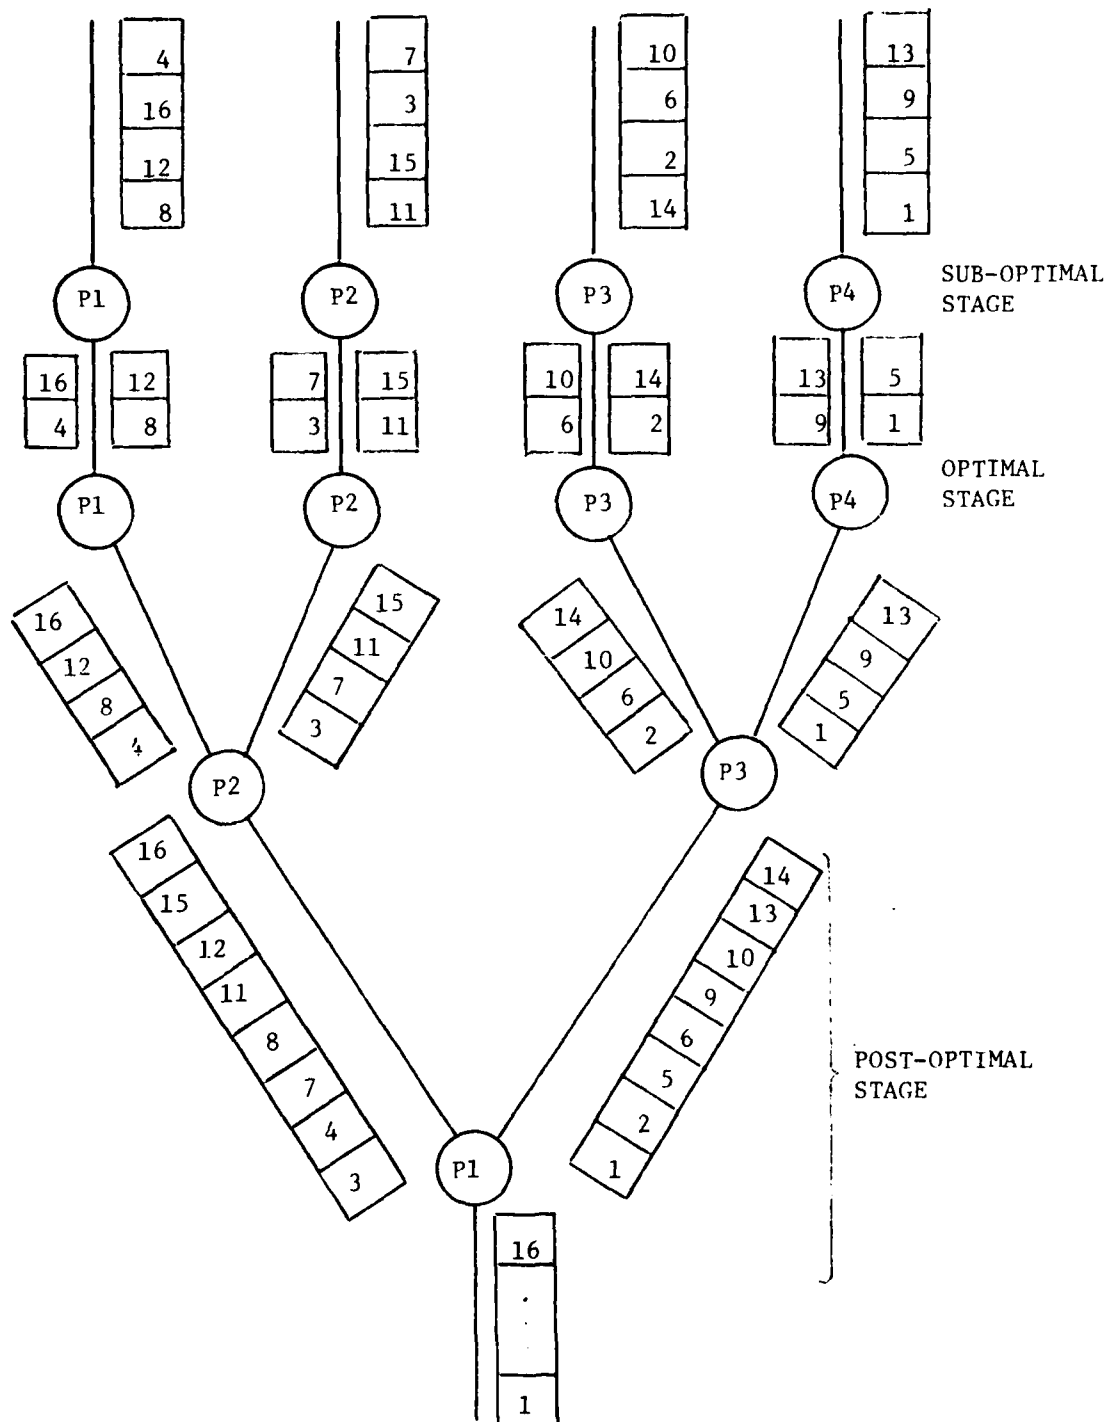 4 7 10 13
16 3 6 9
12 15 2 5
8 11 14 1
P1 P2 P3 P4 SUB-OPTIMAL
STAGE
16 12 7 15 10 14 13 5
4 8 3 11 6 2 9 1
P1 P2 P3 P4 OPTIMAL
STAGE
16 15 14 13
12 11 10 9
8 7 6 5
4 3 2 1
P2 P3
16 14
15 13
12 10
11 9
8 6
7 5
4 2
3 1
POST-OPTIMAL
STAGE
P1
16
1